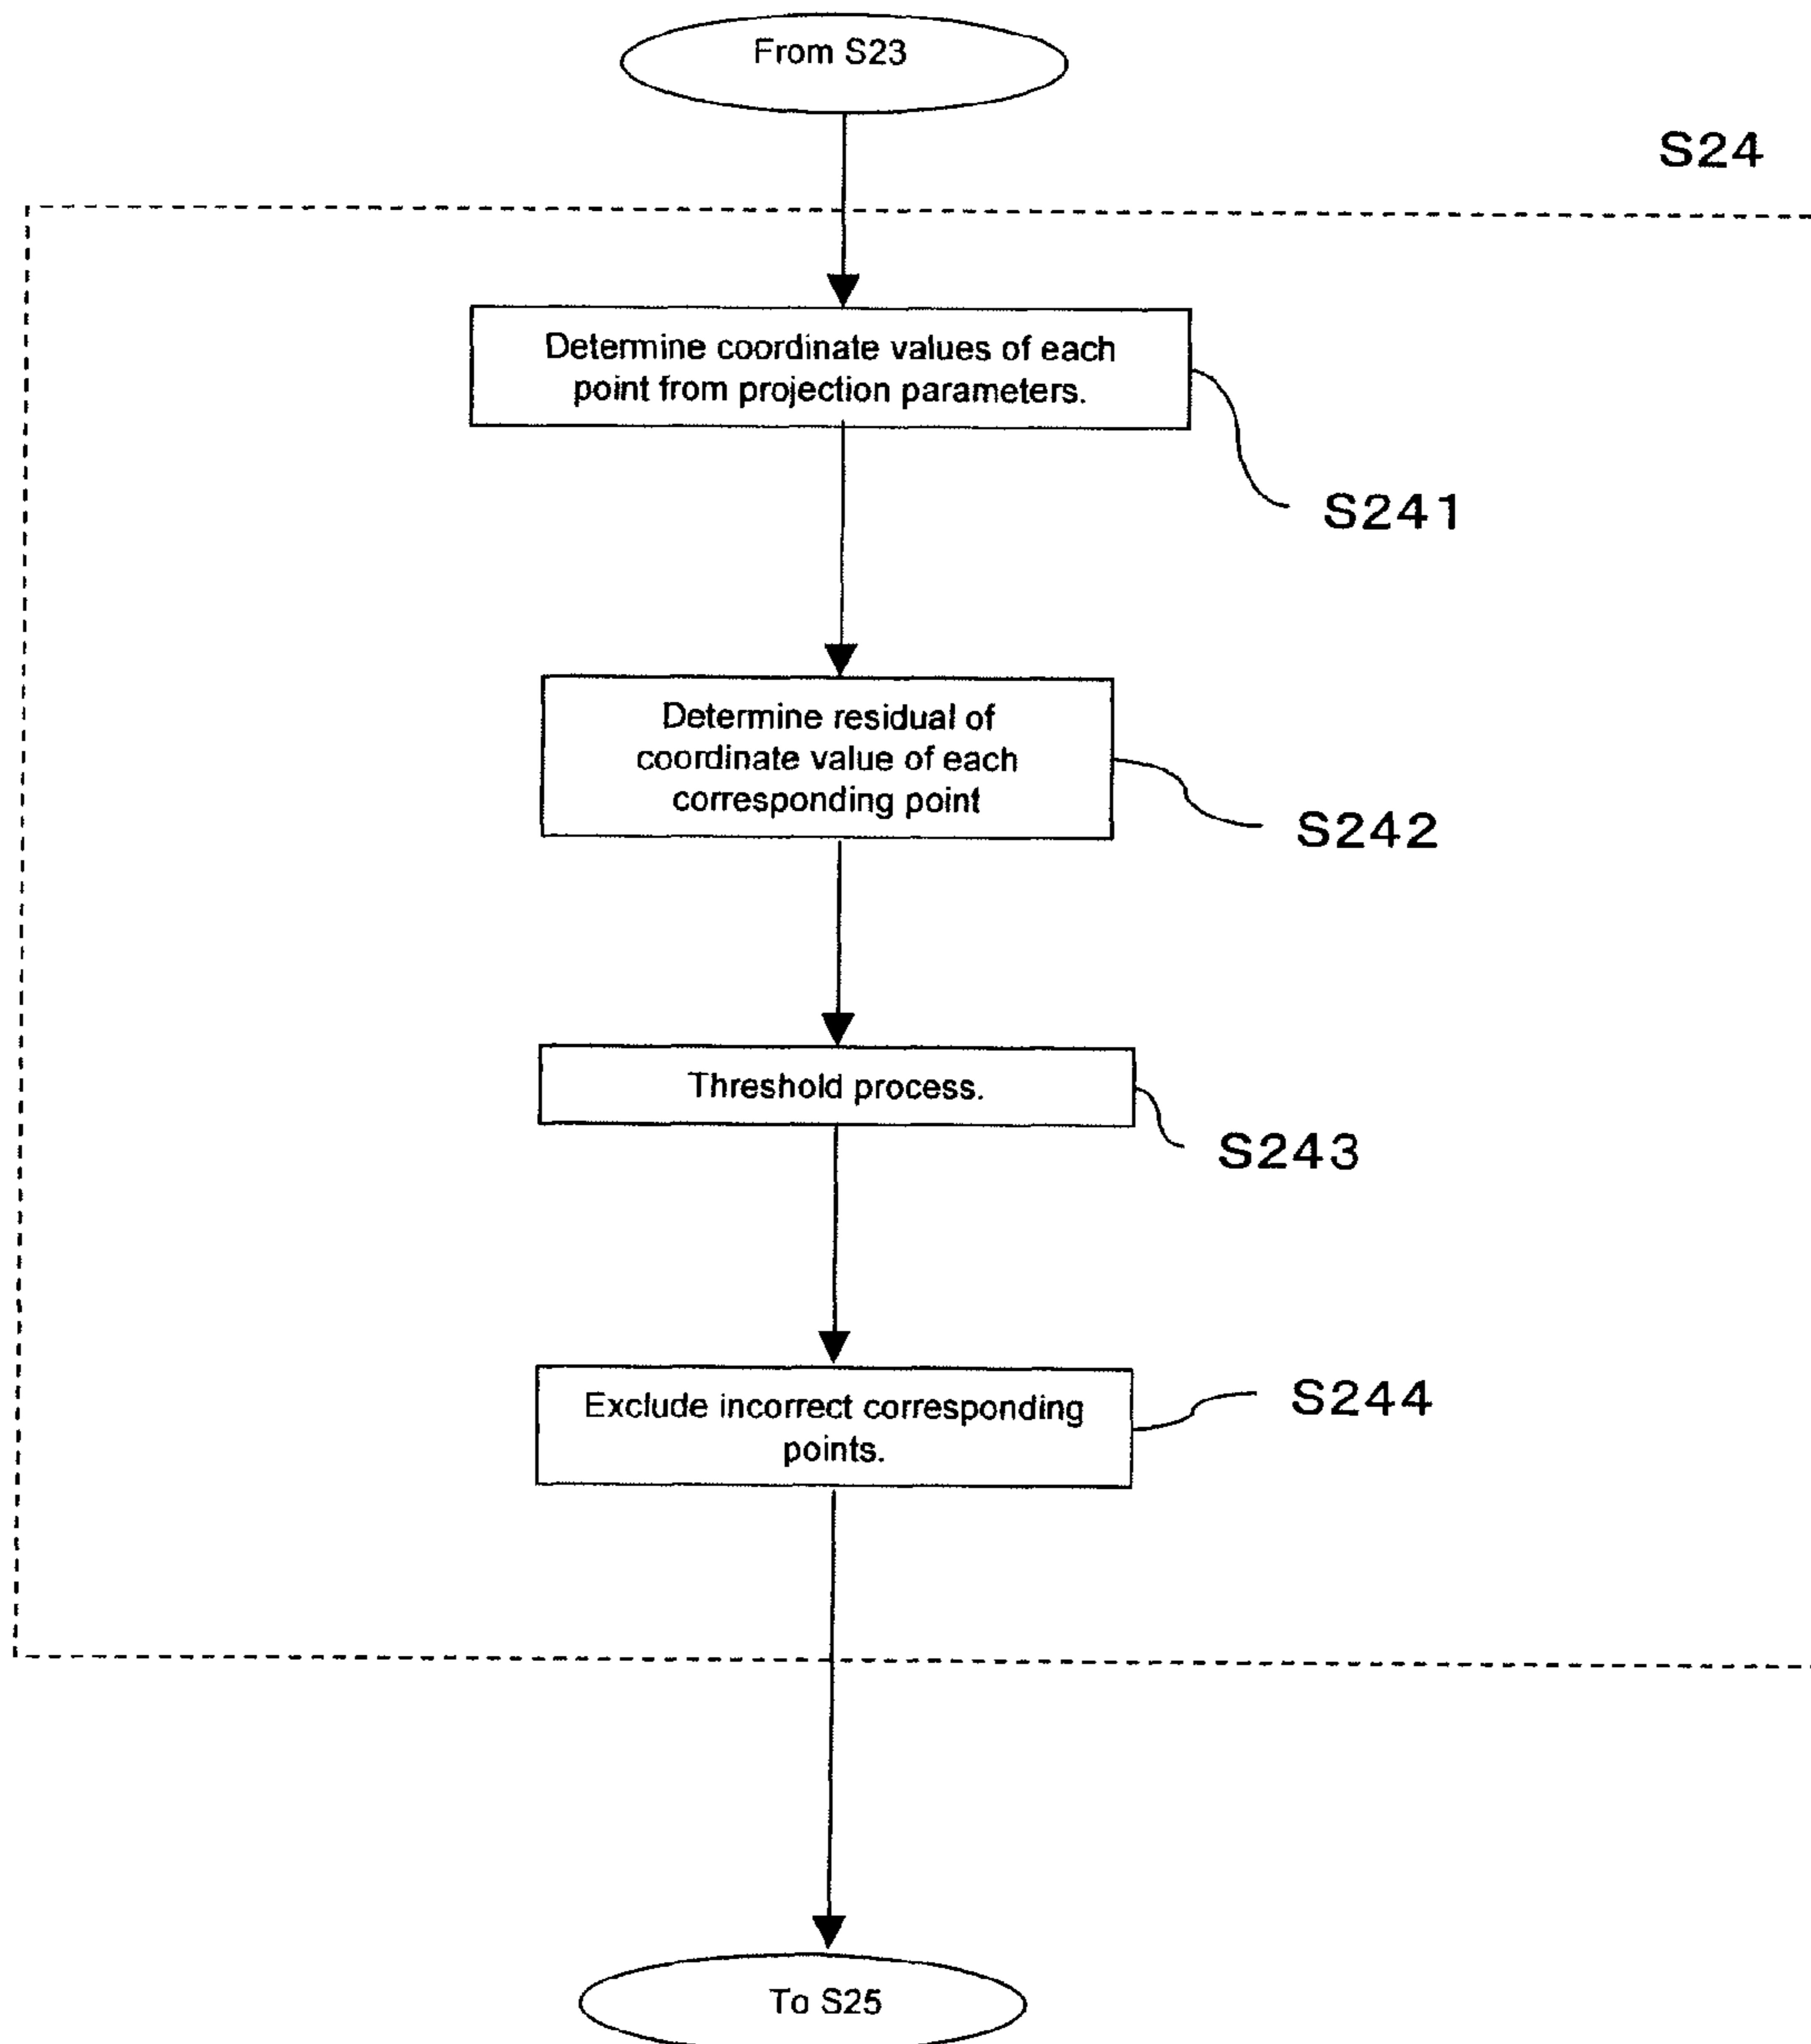 From S23
S24
Determine coordinate values of each
point from projection parameters.
S241
Determine residual of
coordinate value of each
corresponding point
S242
Threshold process.
S243
Exclude incorrect corresponding
points.
S244
To S25